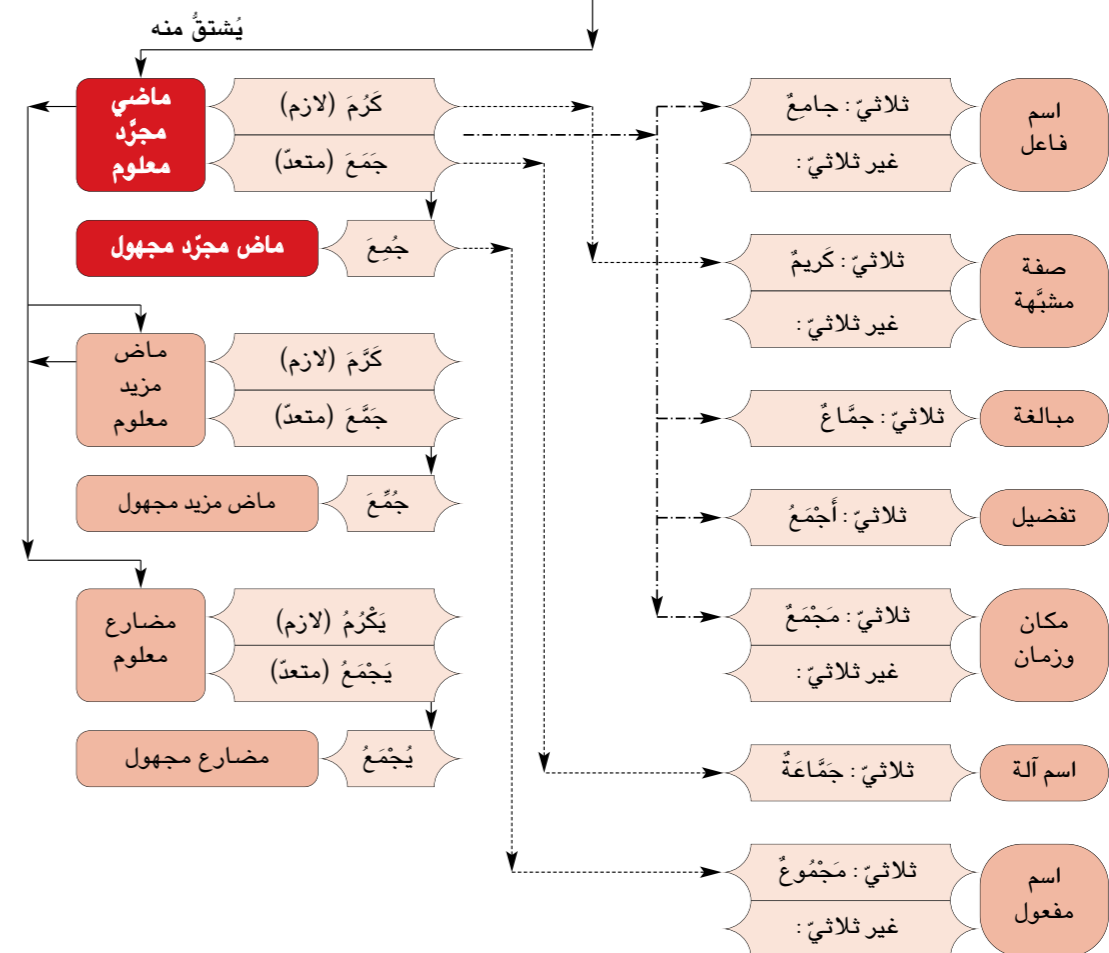 يُشتقُّ منه
اسم
فاعل
ثلاثيّ : جامِعٌ
غير ثلاثيّ :
صفة
مشبَّهة
ثلاثيّ : كَريمٌ
غير ثلاثيّ :
مبالغة
ثلاثيّ : جمَّاعٌ
تفضيل
ثلاثيّ : أَجْمَعُ
مكان
وزمان
ثلاثيّ : مَجْمَعٌ
غير ثلاثيّ :
اسم آلة
ثلاثيّ : جَمَّاعَةٌ
اسم
مفعول
ثلاثيّ : مَجْمُوعٌ
غير ثلاثيّ :
كَرُمَ (لازم)
جَمَعَ (متعدّ)
ماضي
مجرَّد
معلوم
جُمِعَ
ماض مجرّد مجهول
كَرَّمَ (لازم)
جَمَّعَ (متعدّ)
ماض
مزيد
معلوم
جُمِّعَ
ماض مزيد مجهول
يَكْرُمُ (لازم)
يَجْمَعُ (متعدّ)
مضارع
معلوم
يُجْمَعُ
مضارع مجهول